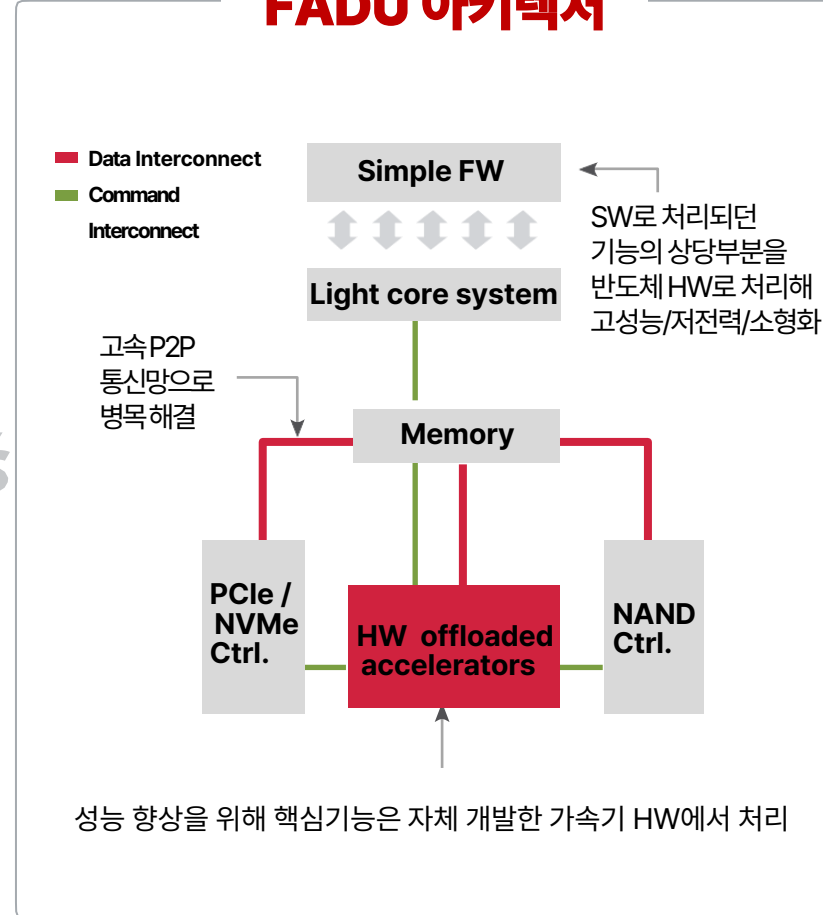 FADU 아키텍처
Data Interconnect
Command
Interconnect
Simple FW
SW로 처리되던
기능의 상당부분을
반도체 HW로 처리해
고성능/저전력/소형화
Light core system
고속 P2P
통신망으로
병목 해결
Memory
PCIe /
NVMe
Ctrl.
HW offloaded
accelerators
NAND
Ctrl.
성능 향상을 위해 핵심기능은 자체 개발한 가속기 HW에서 처리